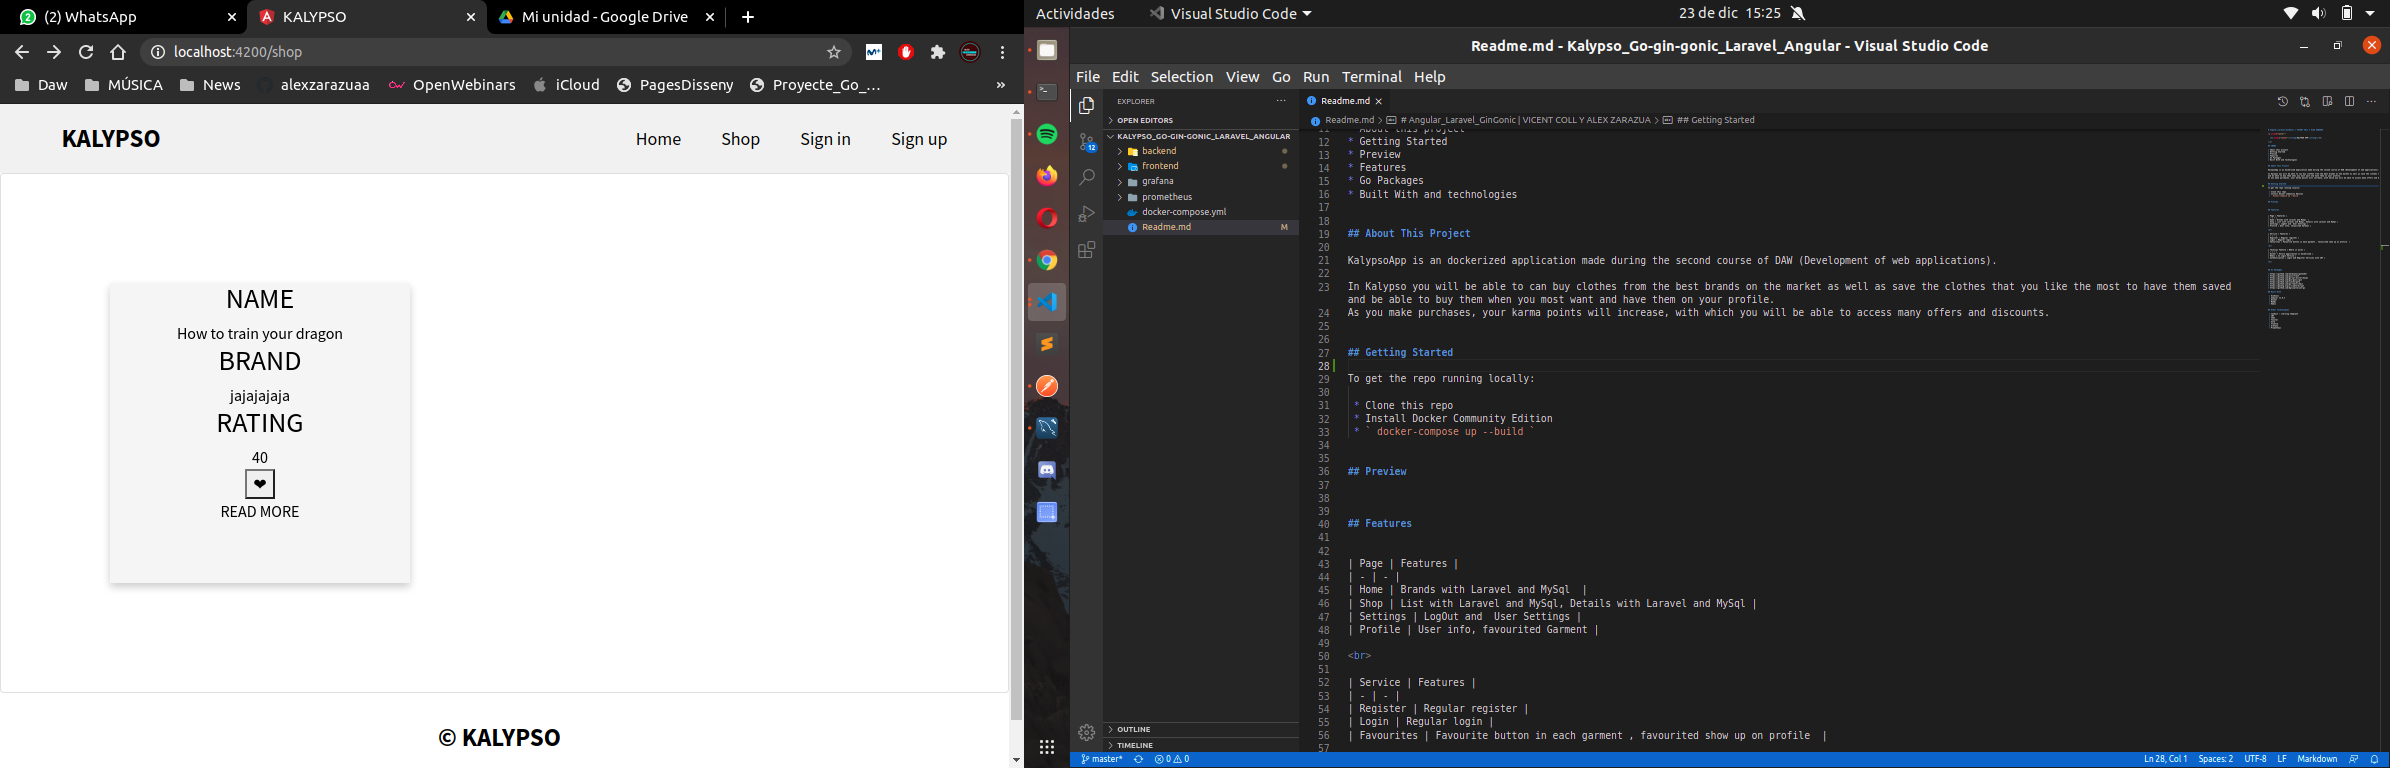 (2) WhatsApp
KALYPSO
Mi unidad - Google Drive
localhost:4200/shop
Daw
MÚSICA
News
alexzarazuaa
OpenWebinars
iCloud
PagesDisseny
Proyecte_Go_...
»
KALYPSO
Home
Shop
Sign in
Sign up
NAME
How to train your dragon
BRAND
jajajajaja
RATING
40
❤
READ MORE
© KALYPSO
Actividades
Visual Studio Code
23 de dic 15:25
Readme.md - Kalypso_Go-gin-gonic_Laravel_Angular - Visual Studio Code
File Edit Selection View Go Run Terminal Help
EXPLORER
OPEN EDITORS
KALYPSO_GO-GIN-GONIC_LARAVEL_ANGULAR
backend
frontend
grafana
prometheus
docker-compose.yml
Readme.md M
OUTLINE
TIMELINE
12
Readme.md
Readme.md > # Angular_Laravel_GinGonic | VICENT COLL Y ALEX ZARAZUA > ## Getting Started
11 * About this project
12 * Getting Started
13 * Preview
14 * Features
15 * Go Packages
16 * Built With and technologies
17
18
19 ## About This Project
20
21 KalypsoApp is an dockerized application made during the second course of DAW (Development of web applications).
22
23 In Kalypso you will be able to can buy clothes from the best brands on the market as well as save the clothes that you like the most to have them saved
and be able to buy them when you most want and have them on your profile.
24 As you make purchases, your karma points will increase, with which you will be able to access many offers and discounts.
25
26
27 ## Getting Started
28
29 To get the repo running locally:
30
31 * Clone this repo
32 * Install Docker Community Edition
33 * ` docker-compose up --build `
34
35
36 ## Preview
37
38
39
40 ## Features
41
42
43 | Page | Features |
44 | - | - |
45 | Home | Brands with Laravel and MySql |
46 | Shop | List with Laravel and MySql, Details with Laravel and MySql |
47 | Settings | LogOut and User Settings |
48 | Profile | User info, favourited Garment |
49
50 <br>
51
52 | Service | Features |
53 | - | - |
54 | Register | Regular register |
55 | Login | Regular login |
56 | Favourites | Favourite button in each garment , favourited show up on profile |
57
master*
0 0
Ln 28, Col 1
Spaces: 2
UTF-8
LF
Markdown